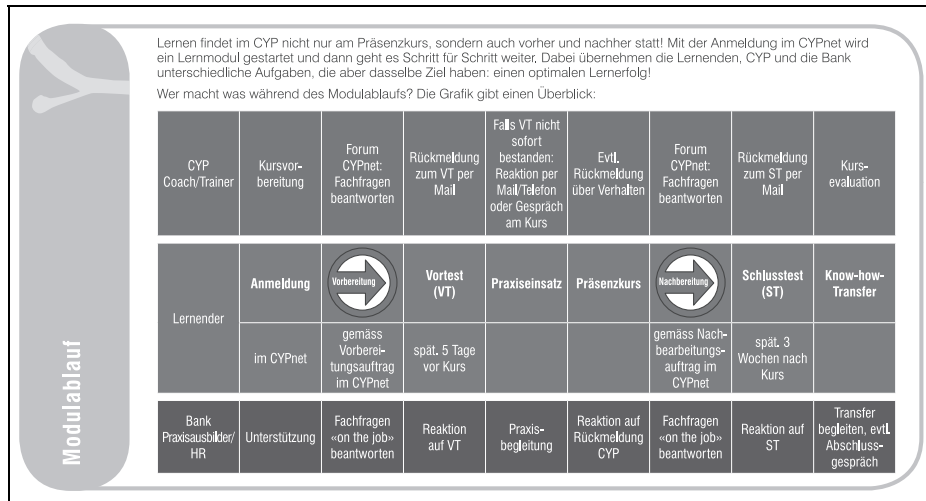 Lernen findet im CYP nicht nur am Präsenzkurs, sondern auch vorher und nachher statt! Mit der Anmeldung im CYPnet wird
ein Lernmodul gestartet und dann geht es Schritt für Schritt weiter. Dabei übernehmen die Lernenden, CYP und die Bank
unterschiedliche Aufgaben, die aber dasselbe Ziel haben: einen optimalen Lernerfolg!
Wer macht was während des Modulablaufs? Die Grafik gibt einen Überblick:
CYP
Coach/Trainer
Kursvor-
bereitung
Forum
CYPnet:
Fachfragen
beantworten
Rückmeldung
zum VT per
Mail
Falls VT nicht
sofort
bestanden:
Reaktion per
Mail/Telefon
oder Gespräch
am Kurs
Evtl.
Rückmeldung
über Verhalten
Forum
CYPnet:
Fachfragen
beantworten
Rückmeldung
zum ST per
Mail
Kurs-
evaluation
Lernender
Anmeldung
Vorbereitung
Vortest
(VT)
Praxiseinsatz
Präsenzkurs
Nachbereitung
Schlusstest
(ST)
Know-how-
Transfer
im CYPnet
gemäss
Vorberei-
tungsauftrag
im CYPnet
spät. 5 Tage
vor Kurs
gemäss Nach-
bearbeitungs-
auftrag im
CYPnet
spät. 3
Wochen nach
Kurs
Bank
Praxisausbilder/
HR
Unterstützung
Fachfragen
«on the job»
beantworten
Reaktion
auf VT
Praxis-
begleitung
Reaktion auf
Rückmeldung
CYP
Fachfragen
«on the job»
beantworten
Reaktion auf
ST
Transfer
begleiten, evtl.
Abschluss-
gespräch
Modulablauf